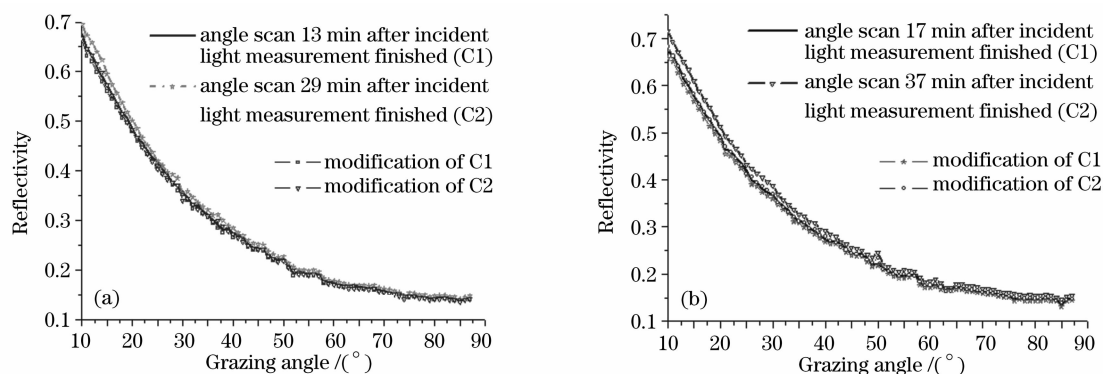 0.7
0.6
0.5
0.4
0.3
0.2
0.1
Reflectivity
angle scan 13 min after incident
light measurement finished (C1)
angle scan 29 min after incident
light measurement finished (C2)
modification of C1
modification of C2
(a)
10 20 30 40 50 60 70 80 90
Grazing angle /(°)
0.7
0.6
0.5
0.4
0.3
0.2
0.1
Reflectivity
angle scan 17 min after incident
light measurement finished (C1)
angle scan 37 min after incident
light measurement finished (C2)
modification of C1
modification of C2
(b)
10 20 30 40 50 60 70 80 90
Grazing angle /(°)